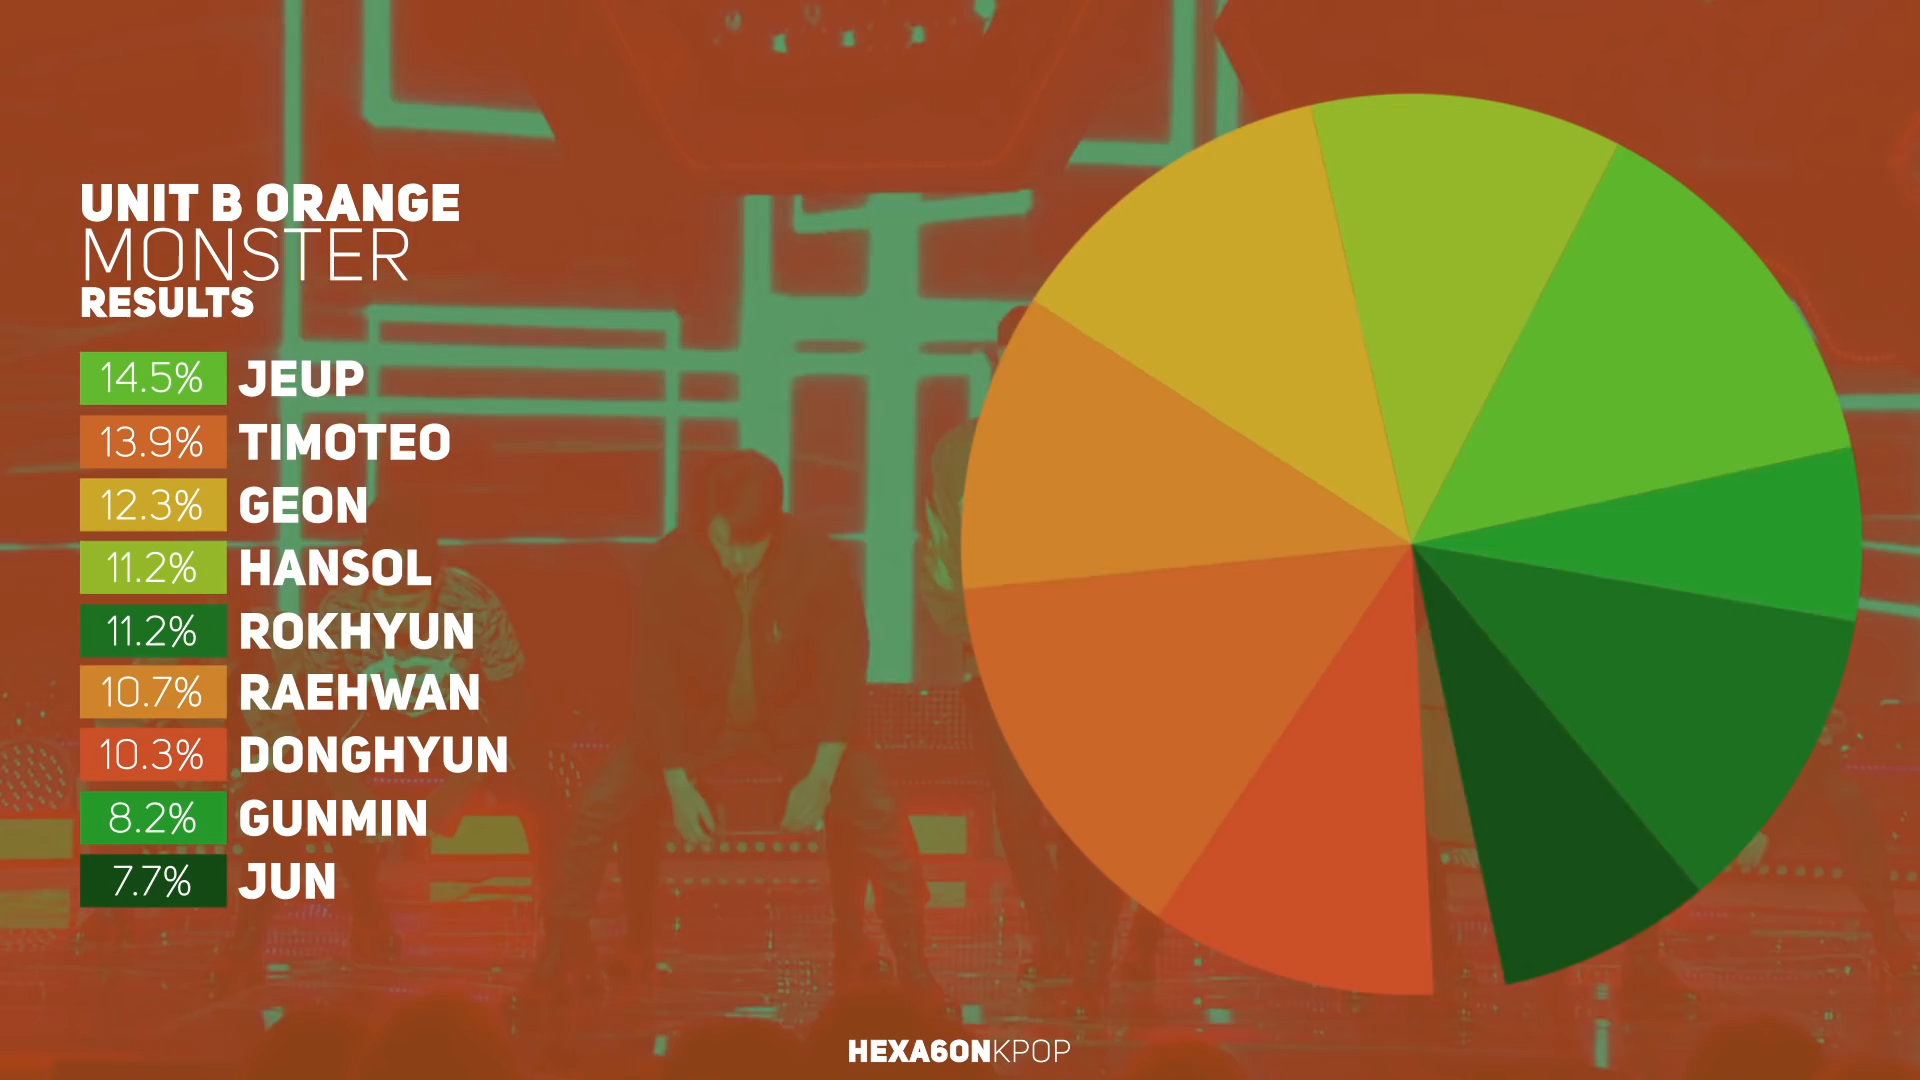 UNIT B ORANGE
MONSTER
RESULTS
14.5% JEUP
13.9% TIMOTEO
12.3% GEON
11.2% HANSOL
11.2% ROKHYUN
10.7% RAEHWAN
10.3% DONGHYUN
8.2% GUNMIN
7.7% JUN
HEXA6ONKPOP